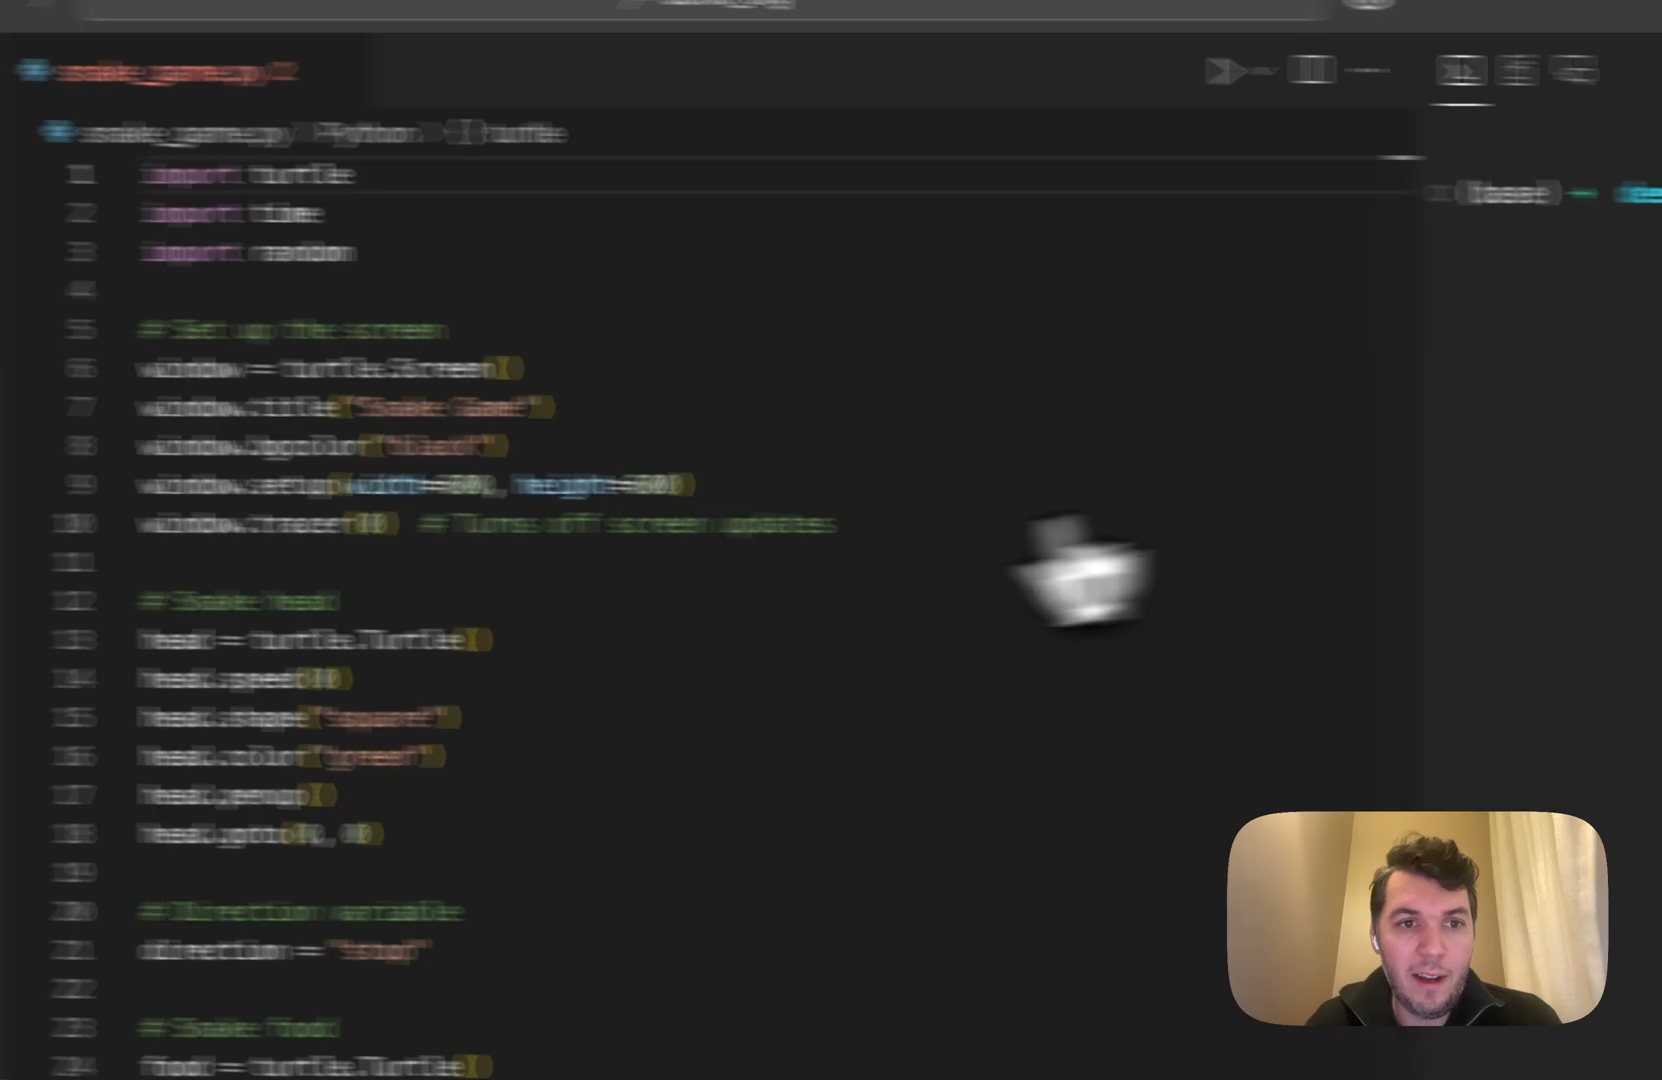 snake_game.py
snake_game.py > Python > turtle
1 import turtle
2 import time
3 import random
4
5 # Set up the screen
6 window = turtle.Screen()
7 window.title("Snake Game")
8 window.bgcolor("black")
9 window.setup(width=600, height=600)
10 window.tracer(0) # Turns off screen updates
11
12 # Snake head
13 head = turtle.Turtle()
14 head.speed(0)
15 head.shape("square")
16 head.color("green")
17 head.penup()
18 head.goto(0, 0)
19
20 # Direction variable
21 direction = "stop"
22
23 # Snake food
24 food = turtle.Turtle()
(base)